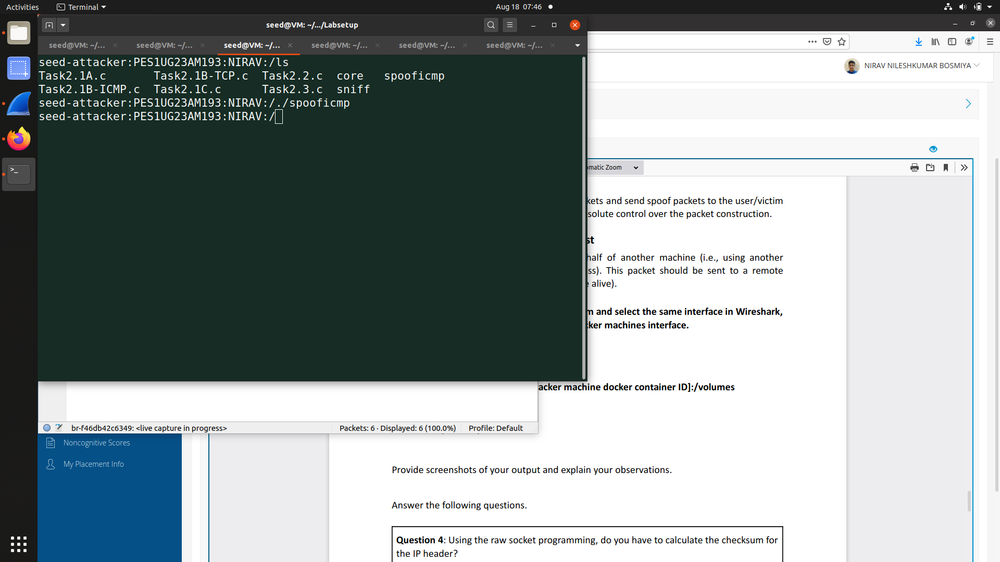 Activities
Terminal
Aug 18 07:46
seed@VM: ~/.../Labsetup
seed@VM: ~/...
seed@VM: ~/...
seed@VM: ~/...
seed@VM: ~/...
seed@VM: ~/...
seed@VM: ~/...
seed-attacker:PES1UG23AM193:NIRAV:/ls
Task2.1A.c Task2.1B-TCP.c Task2.2.c core spooficmp
Task2.1B-ICMP.c Task2.1C.c Task2.3.c sniff
seed-attacker:PES1UG23AM193:NIRAV:/./spooficmp
seed-attacker:PES1UG23AM193:NIRAV:/
NIRAV NILESHKUMAR BOSMIYA
omatic Zoom
kets and send spoof packets to the user/victim
solute control over the packet construction.
st
half of another machine (i.e., using another
ss). This packet should be sent to a remote
e alive).
m and select the same interface in Wireshark,
cker machines interface.
acker machine docker container ID]:/volumes
br-f46db42c6349: <live capture in progress>
Packets: 6 · Displayed: 6 (100.0%)
Profile: Default
Noncognitive Scores
My Placement Info
Provide screenshots of your output and explain your observations.
Answer the following questions.
Question 4: Using the raw socket programming, do you have to calculate the checksum for
the IP header?